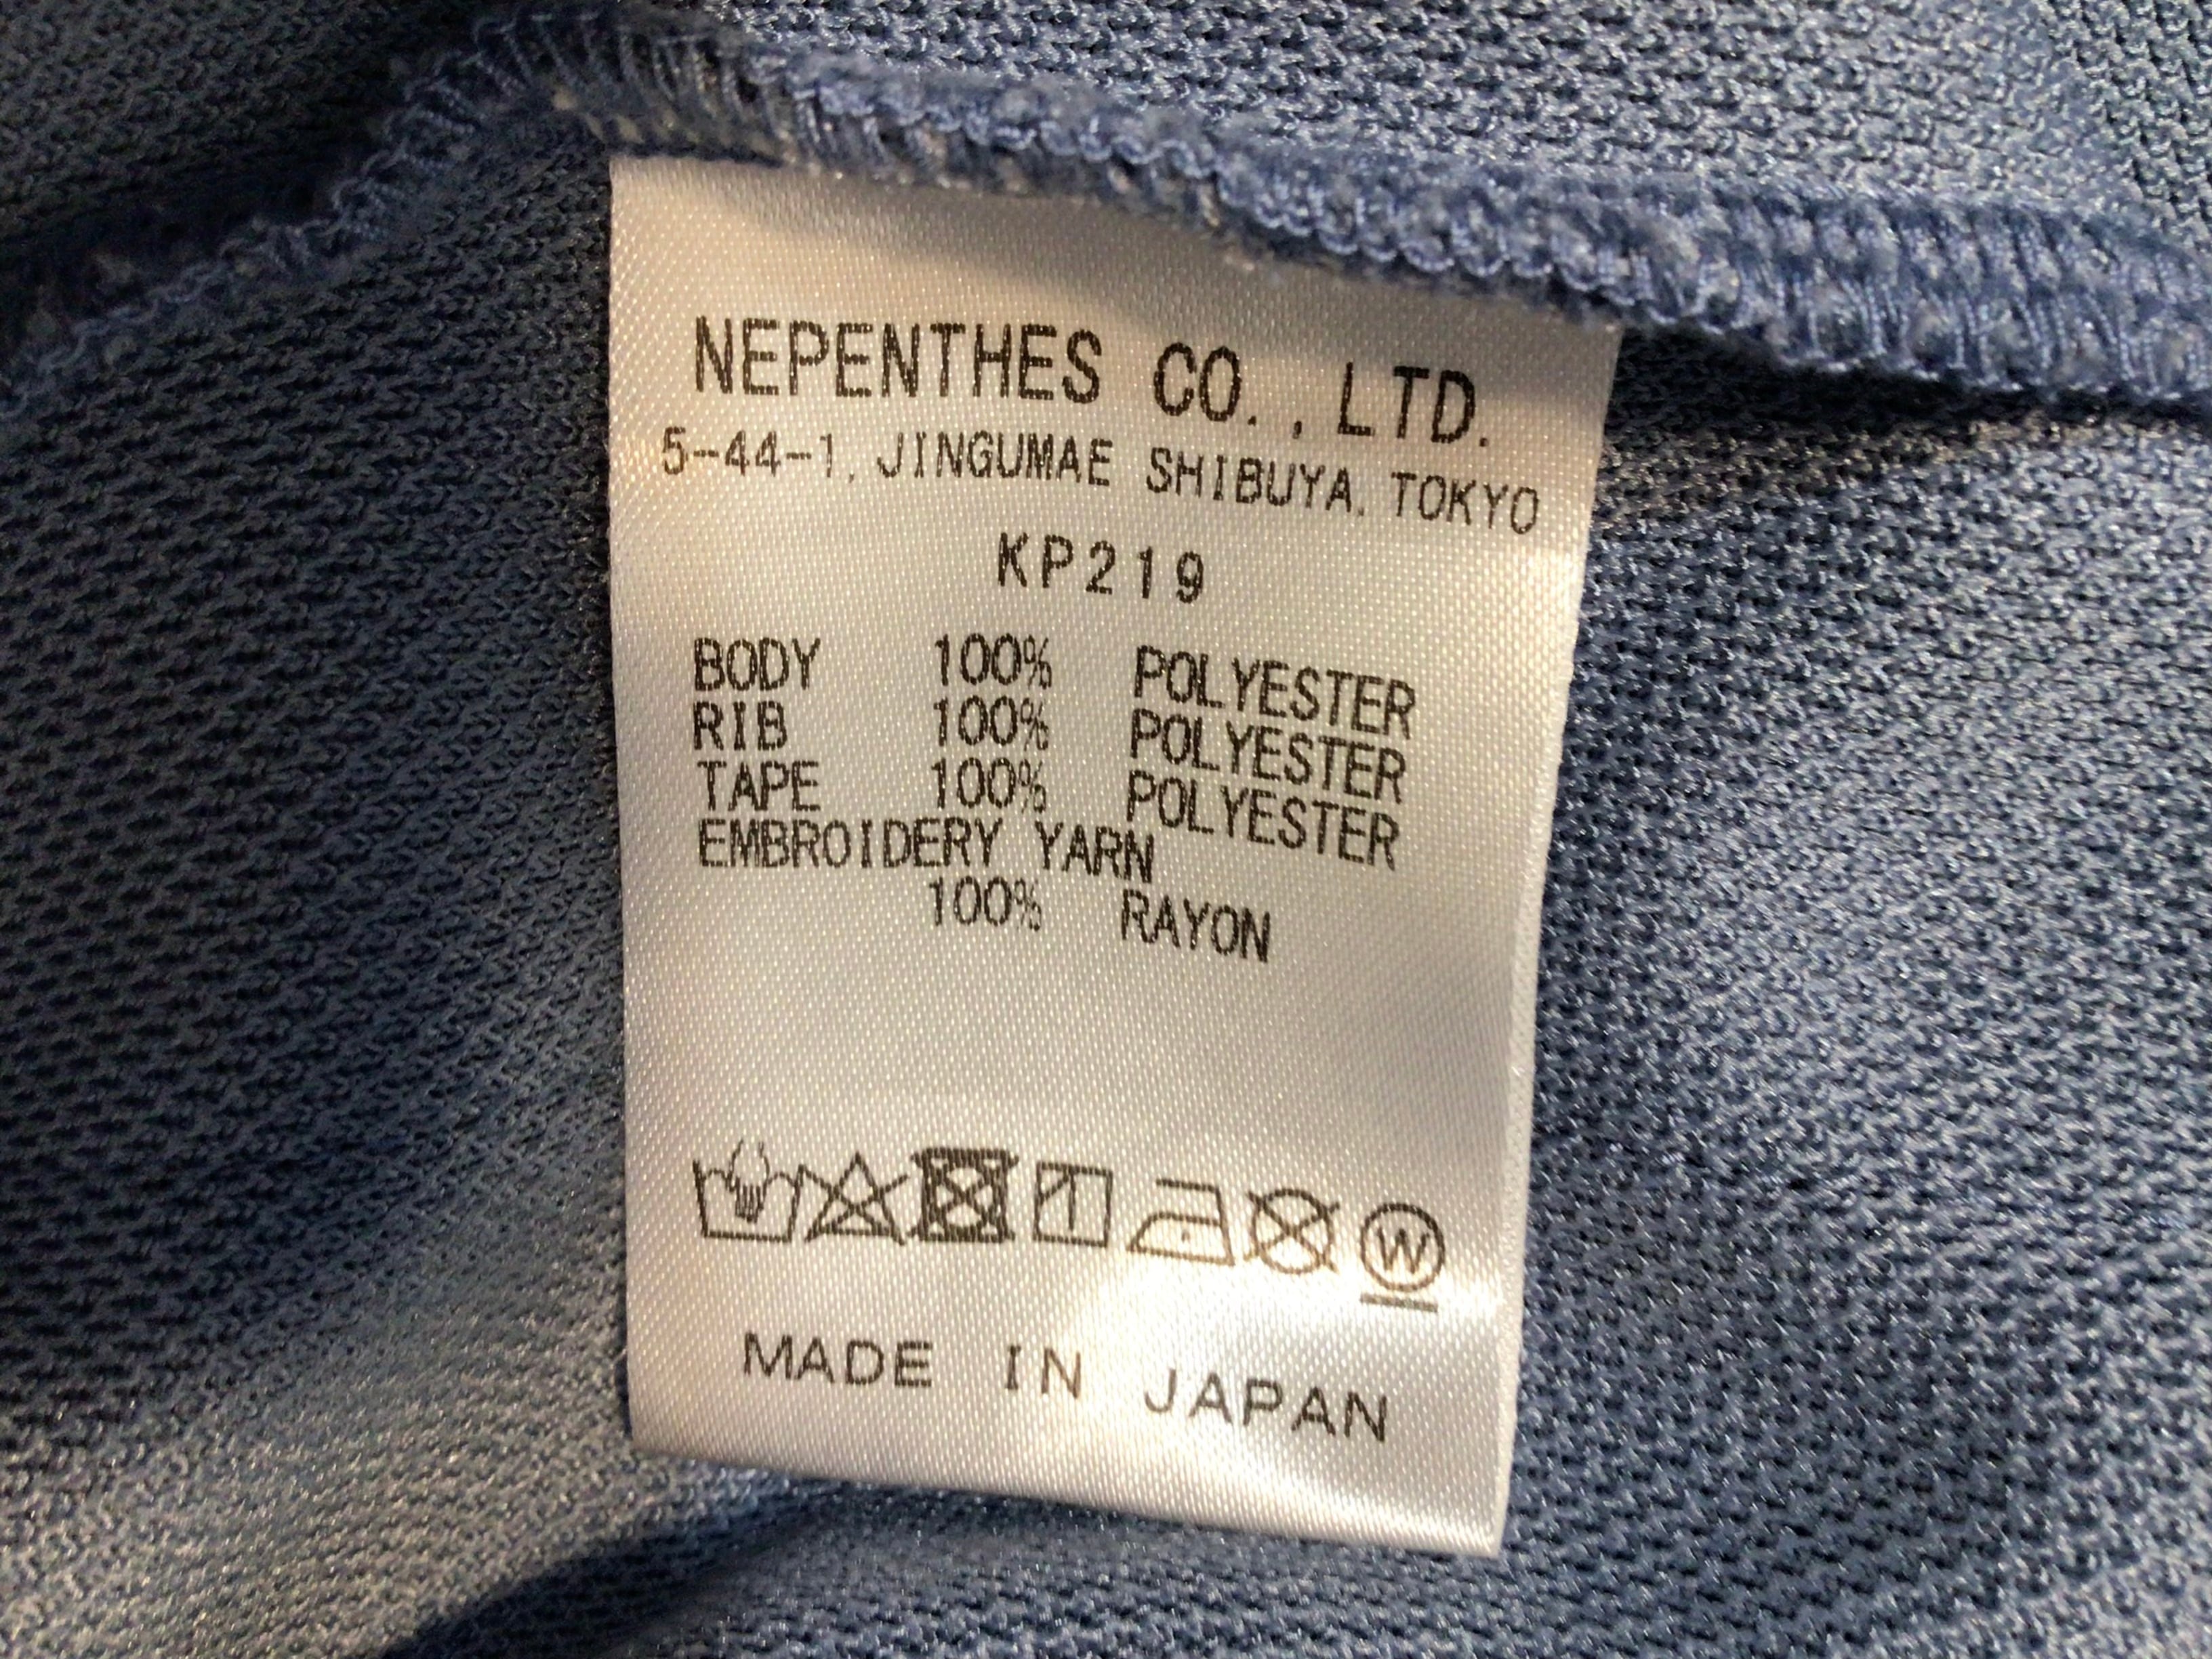 NEPENTHES CO., LTD.
5-44-1, JINGUMAE SHIBUYA, TOKYO
KP219
BODY 100% POLYESTER
RIB 100% POLYESTER
TAPE 100% POLYESTER
EMBROIDERY YARN
100% RAYON
W
MADE IN JAPAN